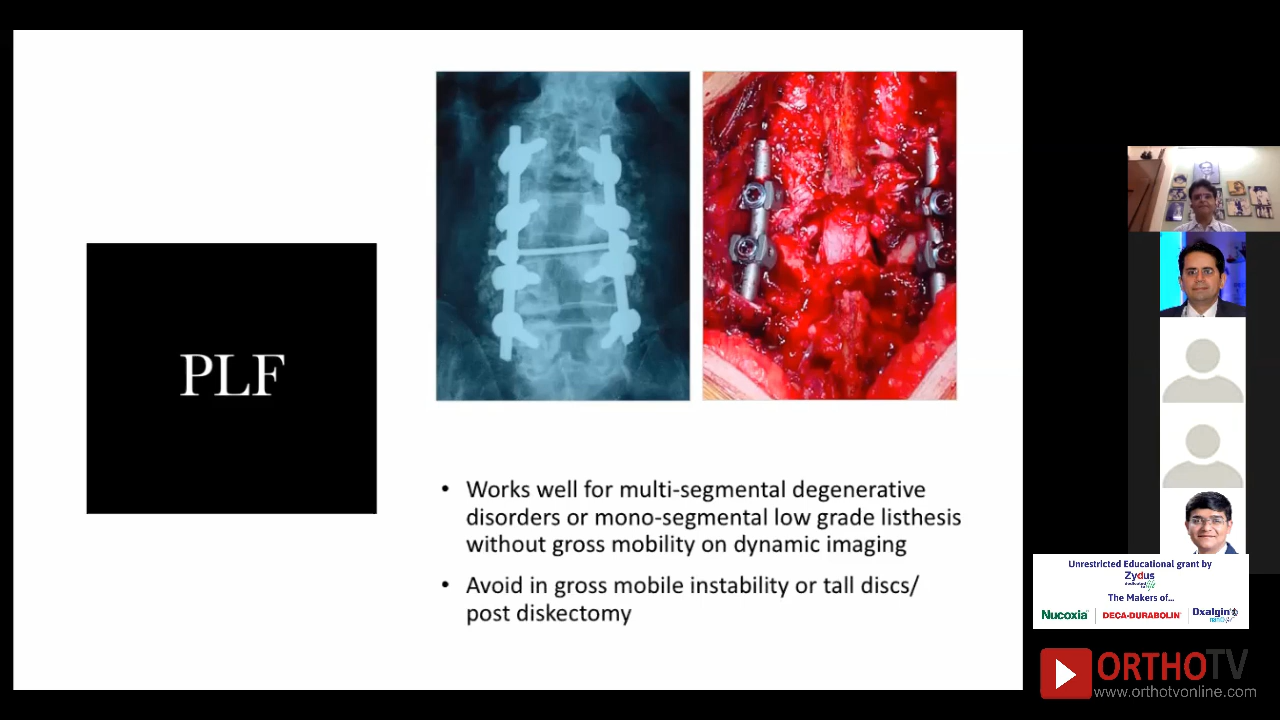 PLF
• Works well for multi-segmental degenerative
disorders or mono-segmental low grade listhesis
without gross mobility on dynamic imaging
• Avoid in gross mobile instability or tall discs/
post diskectomy
Unrestricted Educational grant by
Zydus
dedicated
The Makers of...
Nucoxia
DECA-DURABOLIN
Dxalgin's
ORTHOTV
www.orthotvonline.com